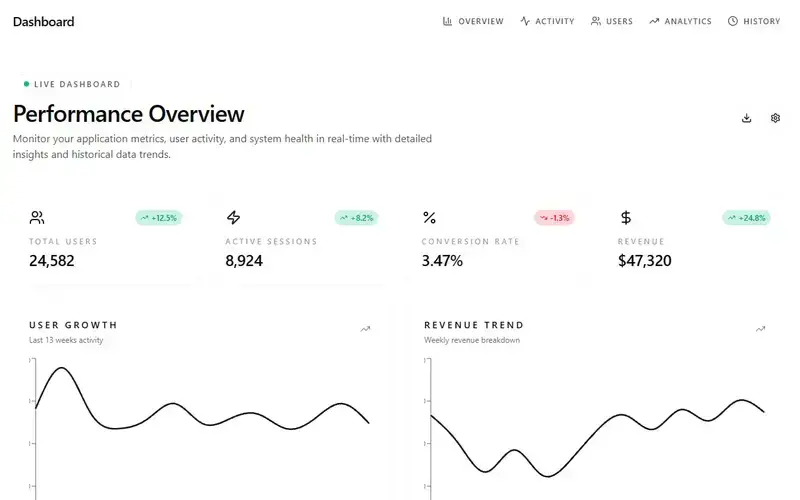 Dashboard
OVERVIEW
ACTIVITY
USERS
ANALYTICS
HISTORY
LIVE DASHBOARD
Performance Overview
Monitor your application metrics, user activity, and system health in real-time with detailed
insights and historical data trends.
+12.5%
TOTAL USERS
24,582
+8.2%
ACTIVE SESSIONS
8,924
-1.3%
CONVERSION RATE
3.47%
+24.8%
REVENUE
$47,320
USER GROWTH
Last 13 weeks activity
REVENUE TREND
Weekly revenue breakdown